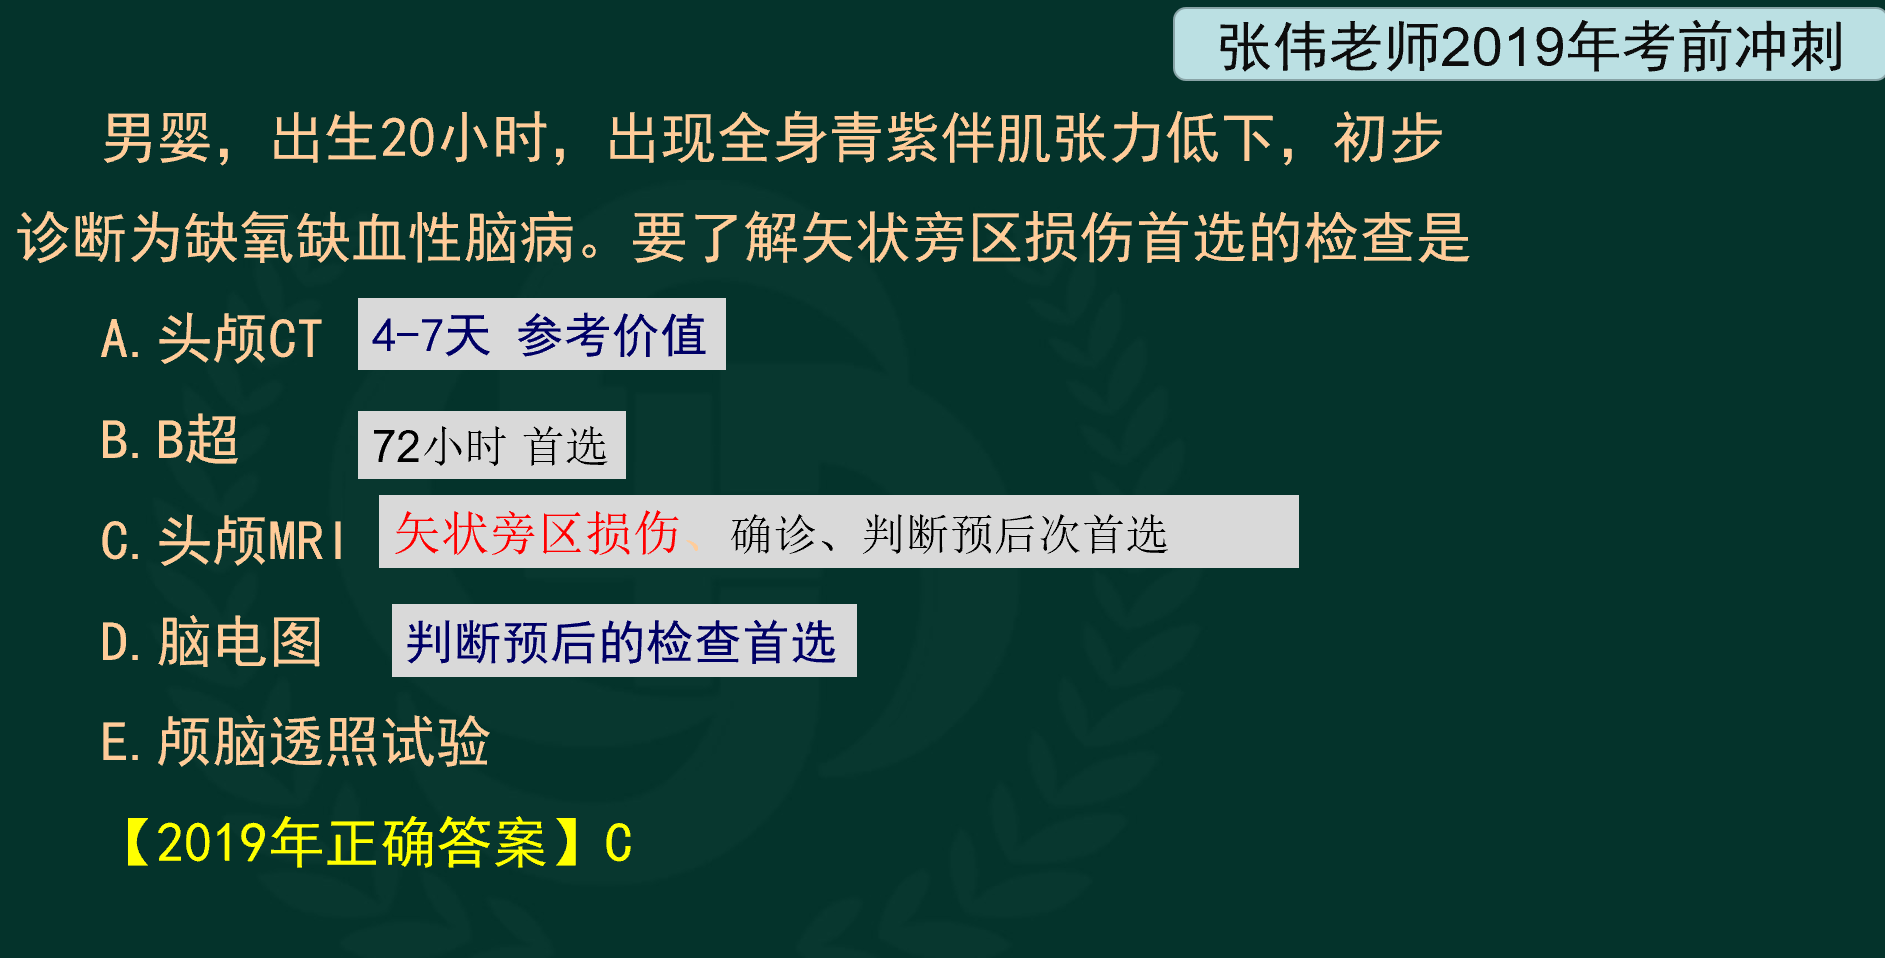 张伟老师2019年考前冲刺
男婴，出生20小时，出现全身青紫伴肌张力低下，初步
诊断为缺氧缺血性脑病。要了解矢状旁区损伤首选的检查是
A.头颅CT 4-7天 参考价值
B.B超 72小时 首选
C.头颅MRI 矢状旁区损伤、确诊、判断预后次首选
D.脑电图 判断预后的检查首选
E.颅脑透照试验
【2019年正确答案】C